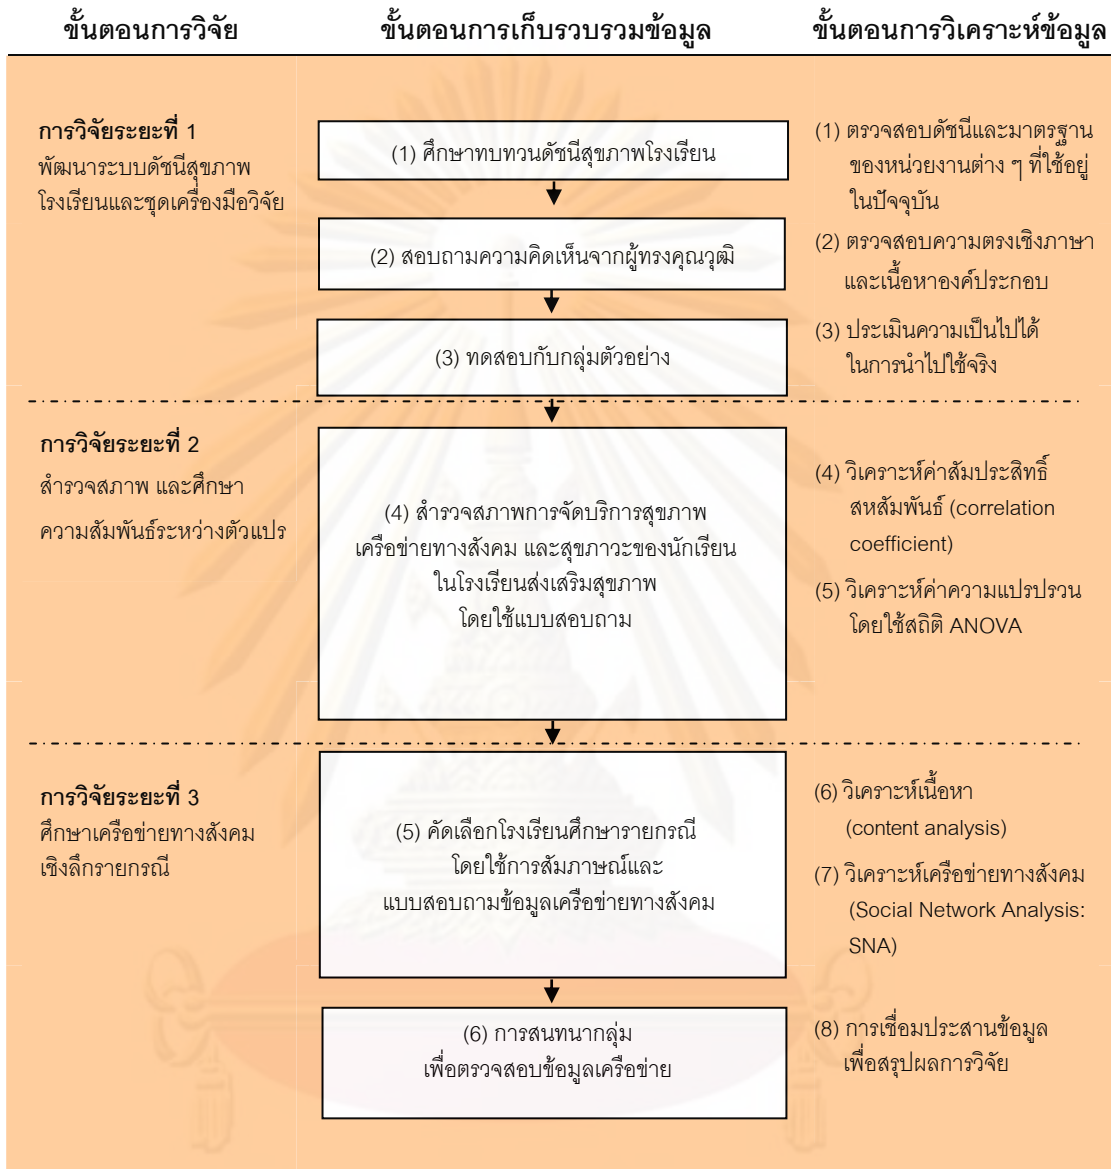 ขั้นตอนการวิจัย
ขั้นตอนการเก็บรวบรวมข้อมูล
ขั้นตอนการวิเคราะห์ข้อมูล
การวิจัยระยะที่ 1
พัฒนาระบบดัชนีสุขภาพ
โรงเรียนและชุดเครื่องมือวิจัย
(1) ศึกษาทบทวนดัชนีสุขภาพโรงเรียน
(2) สอบถามความคิดเห็นจากผู้ทรงคุณวุฒิ
(3) ทดสอบกับกลุ่มตัวอย่าง
(1) ตรวจสอบดัชนีและมาตรฐาน
ของหน่วยงานต่าง ๆ ที่ใช้อยู่
ในปัจจุบัน
(2) ตรวจสอบความตรงเชิงภาษา
และเนื้อหาองค์ประกอบ
(3) ประเมินความเป็นไปได้
ในการนำไปใช้จริง
การวิจัยระยะที่ 2
สำรวจสภาพ และศึกษา
ความสัมพันธ์ระหว่างตัวแปร
(4) สำรวจสภาพการจัดบริการสุขภาพ
เครือข่ายทางสังคม และสุขภาวะของนักเรียน
ในโรงเรียนส่งเสริมสุขภาพ
โดยใช้แบบสอบถาม
(4) วิเคราะห์ค่าสัมประสิทธิ์
สหสัมพันธ์ (correlation
coefficient)
(5) วิเคราะห์ค่าความแปรปรวน
โดยใช้สถิติ ANOVA
การวิจัยระยะที่ 3
ศึกษาเครือข่ายทางสังคม
เชิงลึกรายกรณี
(5) คัดเลือกโรงเรียนศึกษารายกรณี
โดยใช้การสัมภาษณ์และ
แบบสอบถามข้อมูลเครือข่ายทางสังคม
(6) การสนทนากลุ่ม
เพื่อตรวจสอบข้อมูลเครือข่าย
(6) วิเคราะห์เนื้อหา
(content analysis)
(7) วิเคราะห์เครือข่ายทางสังคม
(Social Network Analysis:
SNA)
(8) การเชื่อมประสานข้อมูล
เพื่อสรุปผลการวิจัย